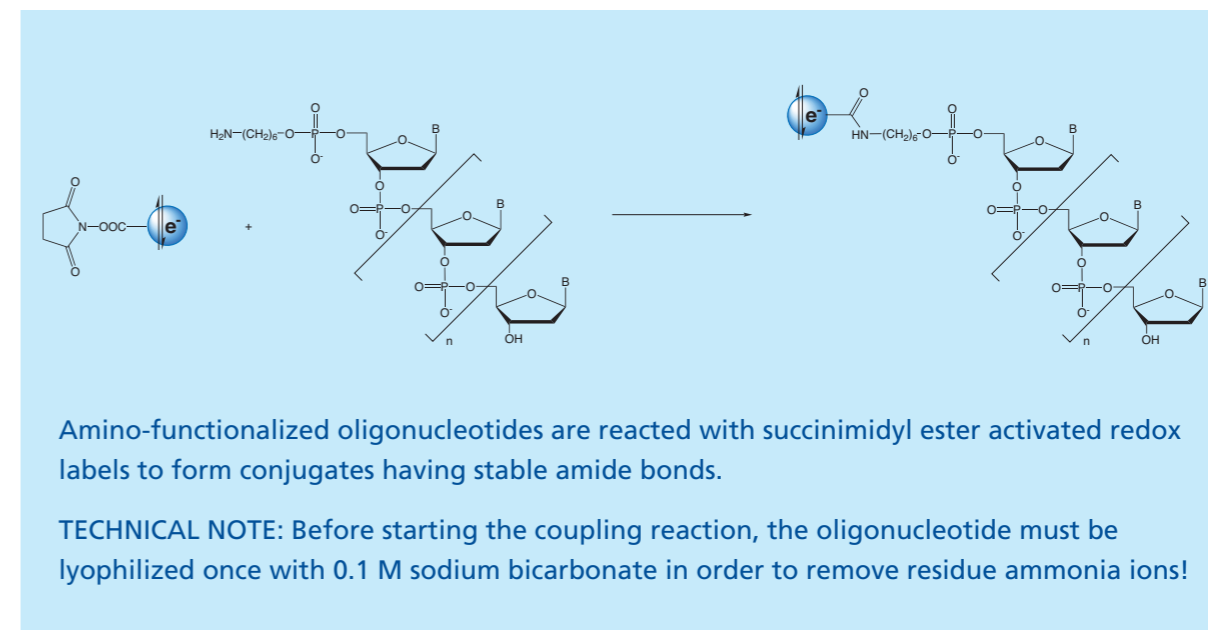 O
O
O
e-
H₂N—(CH₂)₆—O—P—O
O
B
O-
HN—(CH₂)₆-O—P—O
O
B
O-
O
O
O=P—O
O
B
O-
O=P—O
O
B
O-
N—OOC
e-
+
O
O
O
O
O=P—O
O
B
O-
O=P—O
O
B
O-
n
OH
n
OH
Amino-functionalized oligonucleotides are reacted with succinimidyl ester activated redox
labels to form conjugates having stable amide bonds.
TECHNICAL NOTE: Before starting the coupling reaction, the oligonucleotide must be
lyophilized once with 0.1 M sodium bicarbonate in order to remove residue ammonia ions!